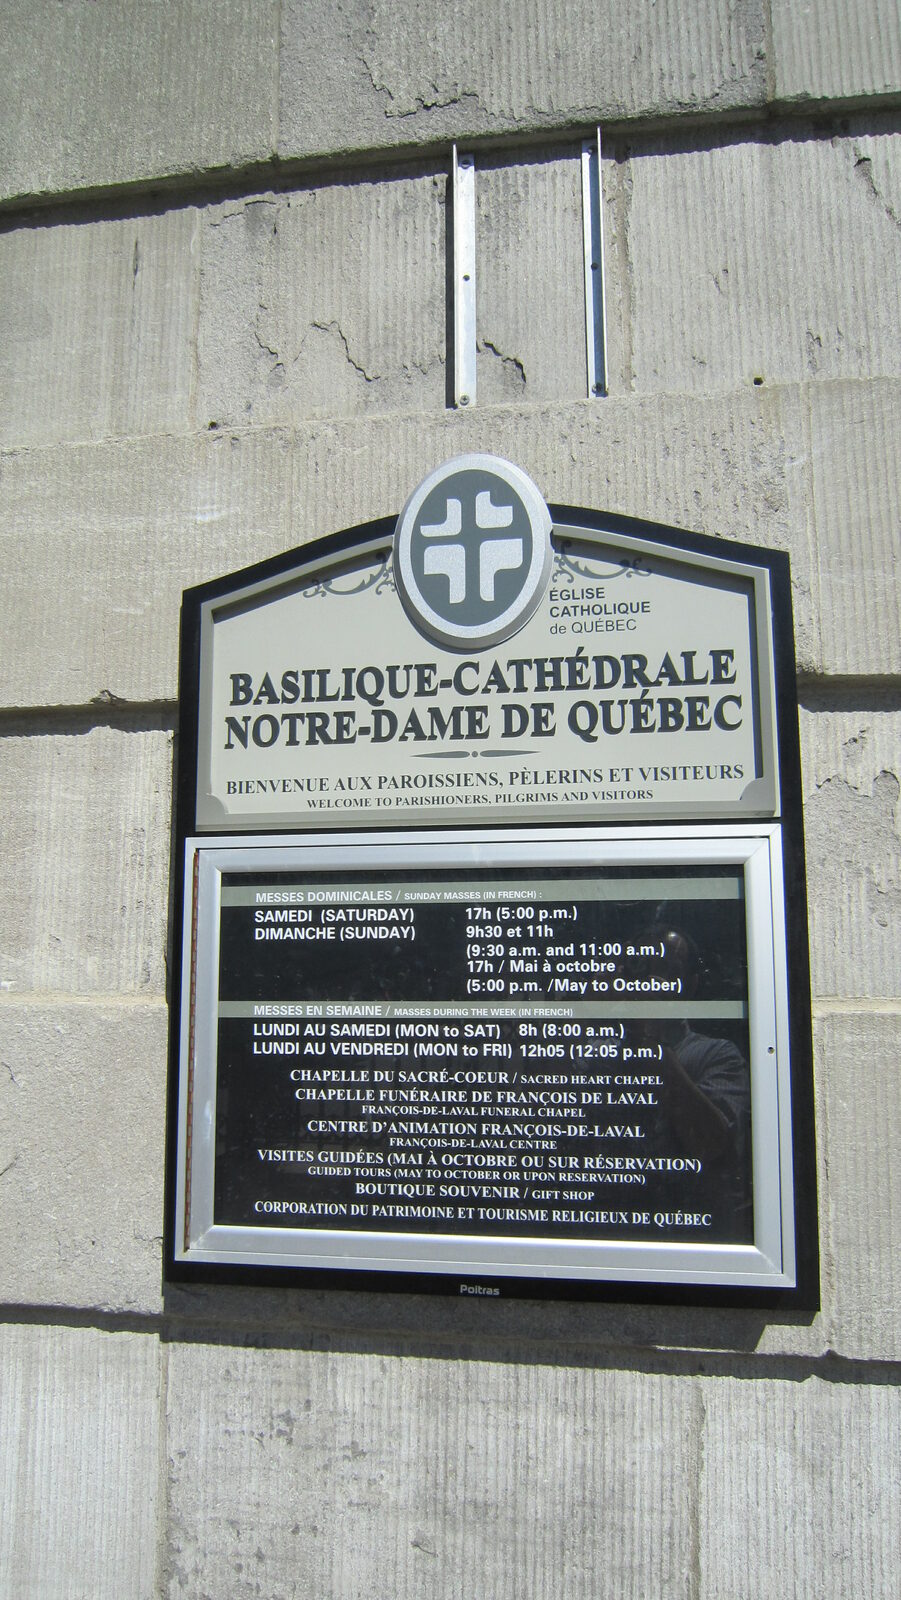 ÉGLISE
CATHOLIQUE
de QUÉBEC
BASILIQUE-CATHÉDRALE
NOTRE-DAME DE QUÉBEC
BIENVENUE AUX PAROISSIENS, PÈLERINS ET VISITEURS
WELCOME TO PARISHIONERS, PILGRIMS AND VISITORS
MESSES DOMINICALES / SUNDAY MASSES (IN FRENCH) :
SAMEDI (SATURDAY) 17h (5:00 p.m.)
DIMANCHE (SUNDAY) 9h30 et 11h
(9:30 a.m. and 11:00 a.m.)
17h / Mai à octobre
(5:00 p.m. /May to October)
MESSES EN SEMAINE / MASSES DURING THE WEEK (IN FRENCH)
LUNDI AU SAMEDI (MON to SAT) 8h (8:00 a.m.)
LUNDI AU VENDREDI (MON to FRI) 12h05 (12:05 p.m.)
CHAPELLE DU SACRÉ-COEUR / SACRED HEART CHAPEL
CHAPELLE FUNÉRAIRE DE FRANÇOIS DE LAVAL
FRANÇOIS-DE-LAVAL FUNERAL CHAPEL
CENTRE D'ANIMATION FRANÇOIS-DE-LAVAL
FRANÇOIS-DE-LAVAL CENTRE
VISITES GUIDÉES (MAI À OCTOBRE OU SUR RÉSERVATION)
GUIDED TOURS (MAY TO OCTOBER OR UPON RESERVATION)
BOUTIQUE SOUVENIR / GIFT SHOP
CORPORATION DU PATRIMOINE ET TOURISME RELIGIEUX DE QUÉBEC
Poitras